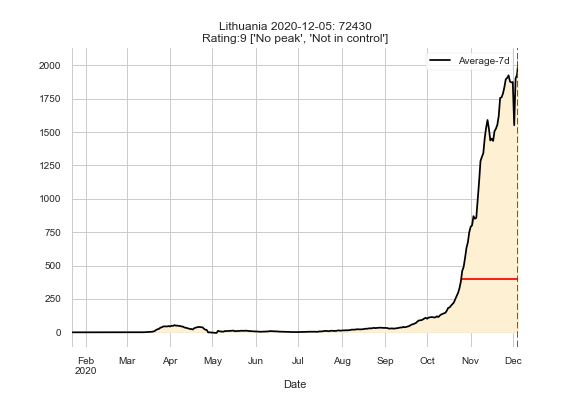 Lithuania 2020-12-05: 72430
Rating:9 ['No peak', 'Not in control']
Average-7d
2000
1750
1500
1250
1000
750
500
250
0
Feb Mar Apr May Jun Jul Aug Sep Oct Nov Dec
2020
Date